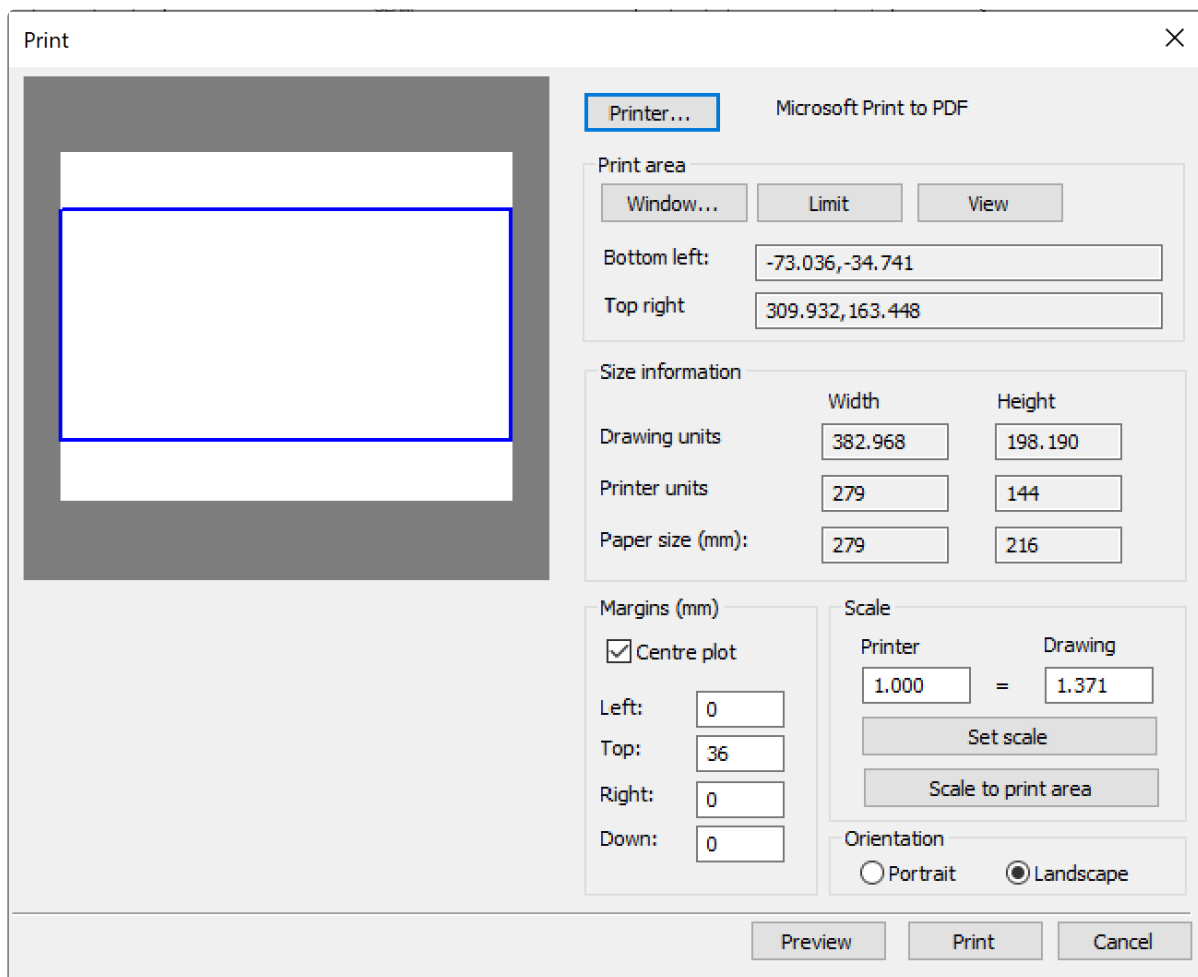 Print
Printer... Microsoft Print to PDF
Print area
Window... Limit View
Bottom left: -73.036,-34.741
Top right 309.932,163.448
Size information
Width Height
Drawing units 382.968 198.190
Printer units 279 144
Paper size (mm): 279 216
Margins (mm)
Centre plot
Left: 0
Top: 36
Right: 0
Down: 0
Scale
Printer Drawing
1.000 = 1.371
Set scale
Scale to print area
Orientation
Portrait Landscape
Preview Print Cancel